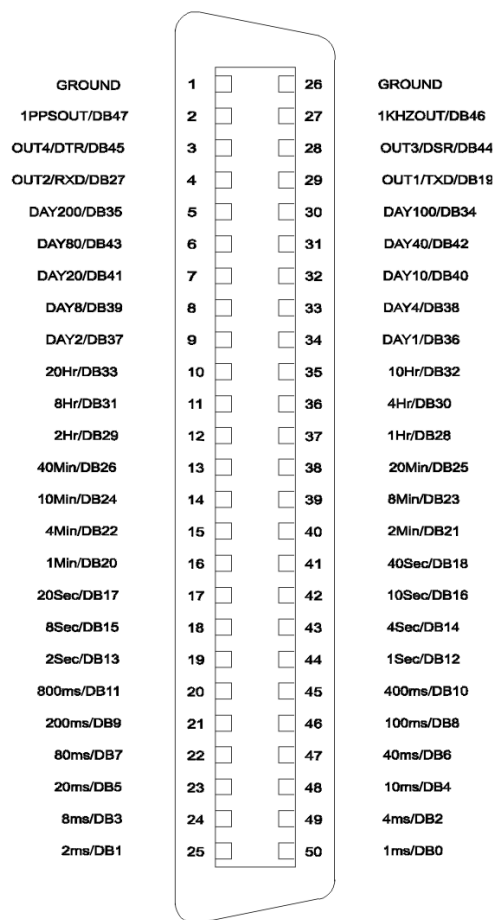 GROUND 1 26 GROUND
1PPSOUT/DB47 2 27 1KHZOUT/DB46
OUT4/DTR/DB45 3 28 OUT3/DSR/DB44
OUT2/RXD/DB27 4 29 OUT1/TXD/DB19
DAY200/DB35 5 30 DAY100/DB34
DAY80/DB43 6 31 DAY40/DB42
DAY20/DB41 7 32 DAY10/DB40
DAY8/DB39 8 33 DAY4/DB38
DAY2/DB37 9 34 DAY1/DB36
20Hr/DB33 10 35 10Hr/DB32
8Hr/DB31 11 36 4Hr/DB30
2Hr/DB29 12 37 1Hr/DB28
40Min/DB26 13 38 20Min/DB25
10Min/DB24 14 39 8Min/DB23
4Min/DB22 15 40 2Min/DB21
1Min/DB20 16 41 40Sec/DB18
20Sec/DB17 17 42 10Sec/DB16
8Sec/DB15 18 43 4Sec/DB14
2Sec/DB13 19 44 1Sec/DB12
800ms/DB11 20 45 400ms/DB10
200ms/DB9 21 46 100ms/DB8
80ms/DB7 22 47 40ms/DB6
20ms/DB5 23 48 10ms/DB4
8ms/DB3 24 49 4ms/DB2
2ms/DB1 25 50 1ms/DB0